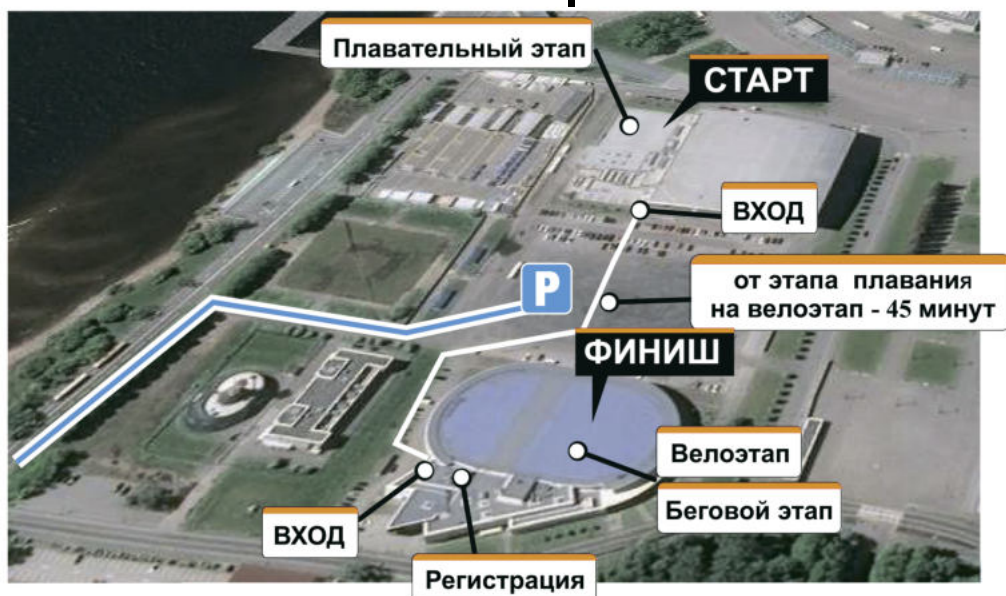 Плавательный этап
СТАРТ
ВХОД
от этапа плавания
на велоэтап - 45 минут
P
ФИНИШ
Велоэтап
Беговой этап
ВХОД
Регистрация